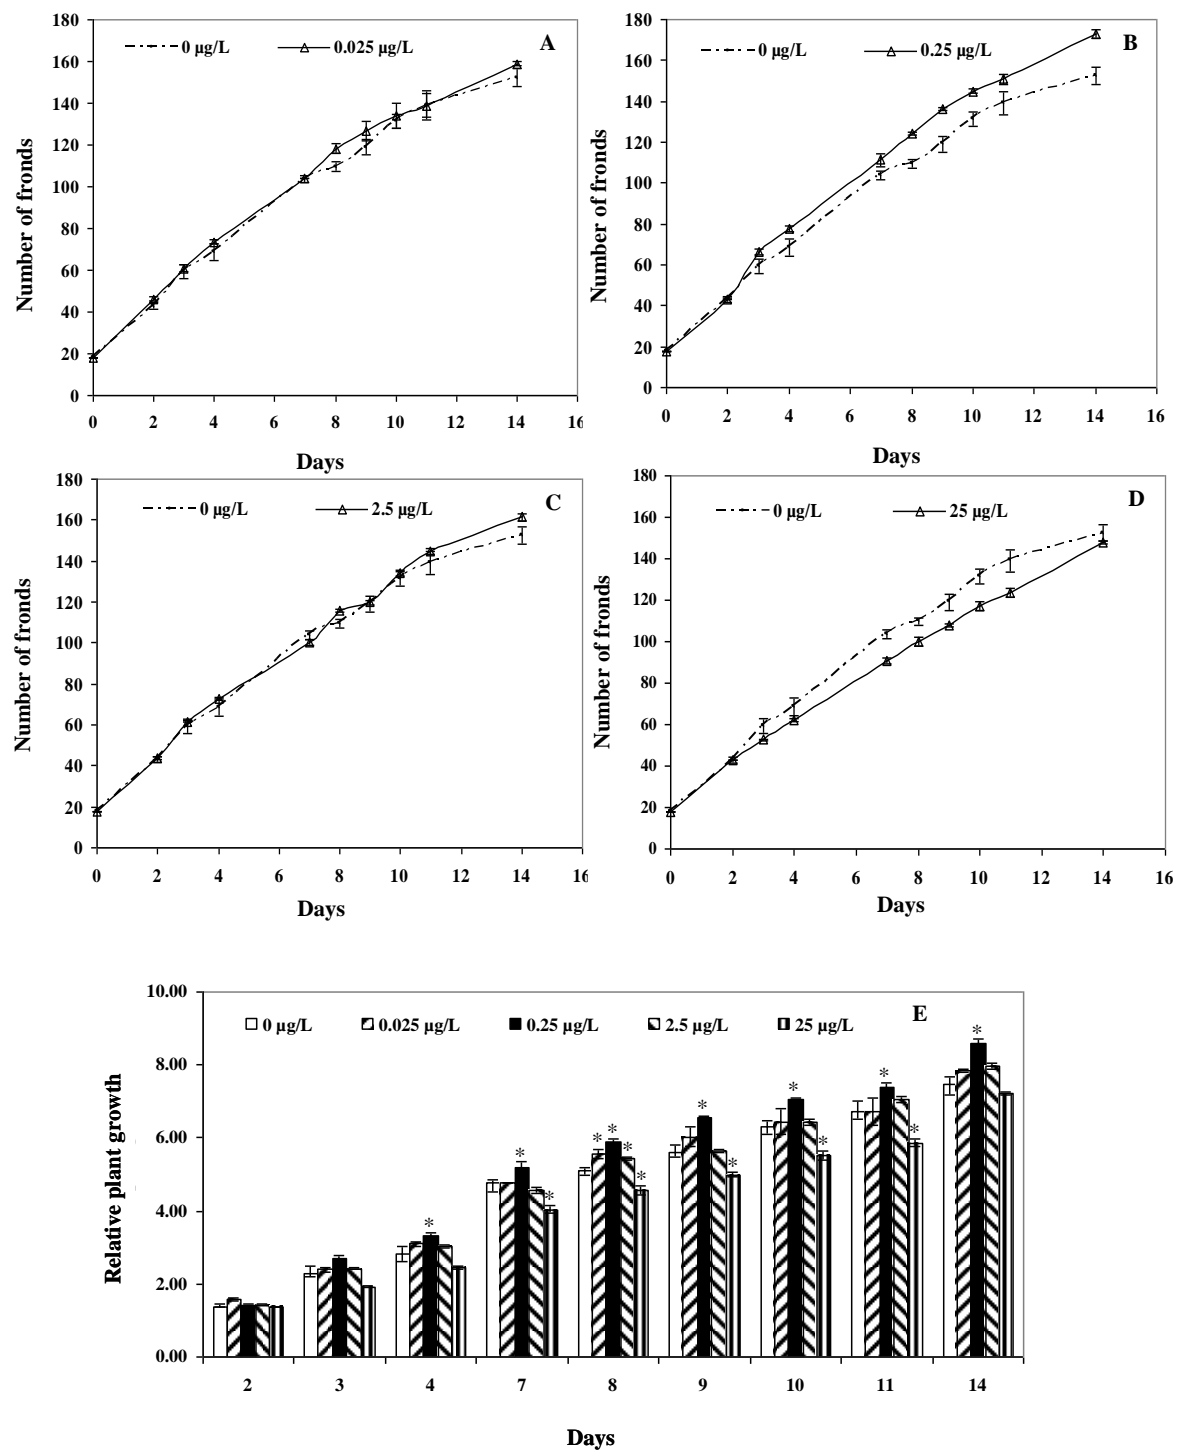 180
160
140
120
100
80
60
40
20
0
0 µg/L 0.025 µg/L A
Number of fronds
0 2 4 6 8 10 12 14 16
Days
180
160
140
120
100
80
60
40
20
0
0 µg/L 0.25 µg/L B
Number of fronds
0 2 4 6 8 10 12 14 16
Days
180
160
140
120
100
80
60
40
20
0
0 µg/L 2.5 µg/L C
Number of fronds
0 2 4 6 8 10 12 14 16
Days
180
160
140
120
100
80
60
40
20
0
0 µg/L 25 µg/L D
Number of fronds
0 2 4 6 8 10 12 14 16
Days
10.00
8.00
6.00
4.00
2.00
0.00
0 µg/L 0.025 µg/L 0.25 µg/L 2.5 µg/L 25 µg/L E
Relative plant growth
* * * * * * * * * * * * * * *
2 3 4 7 8 9 10 11 14
Days